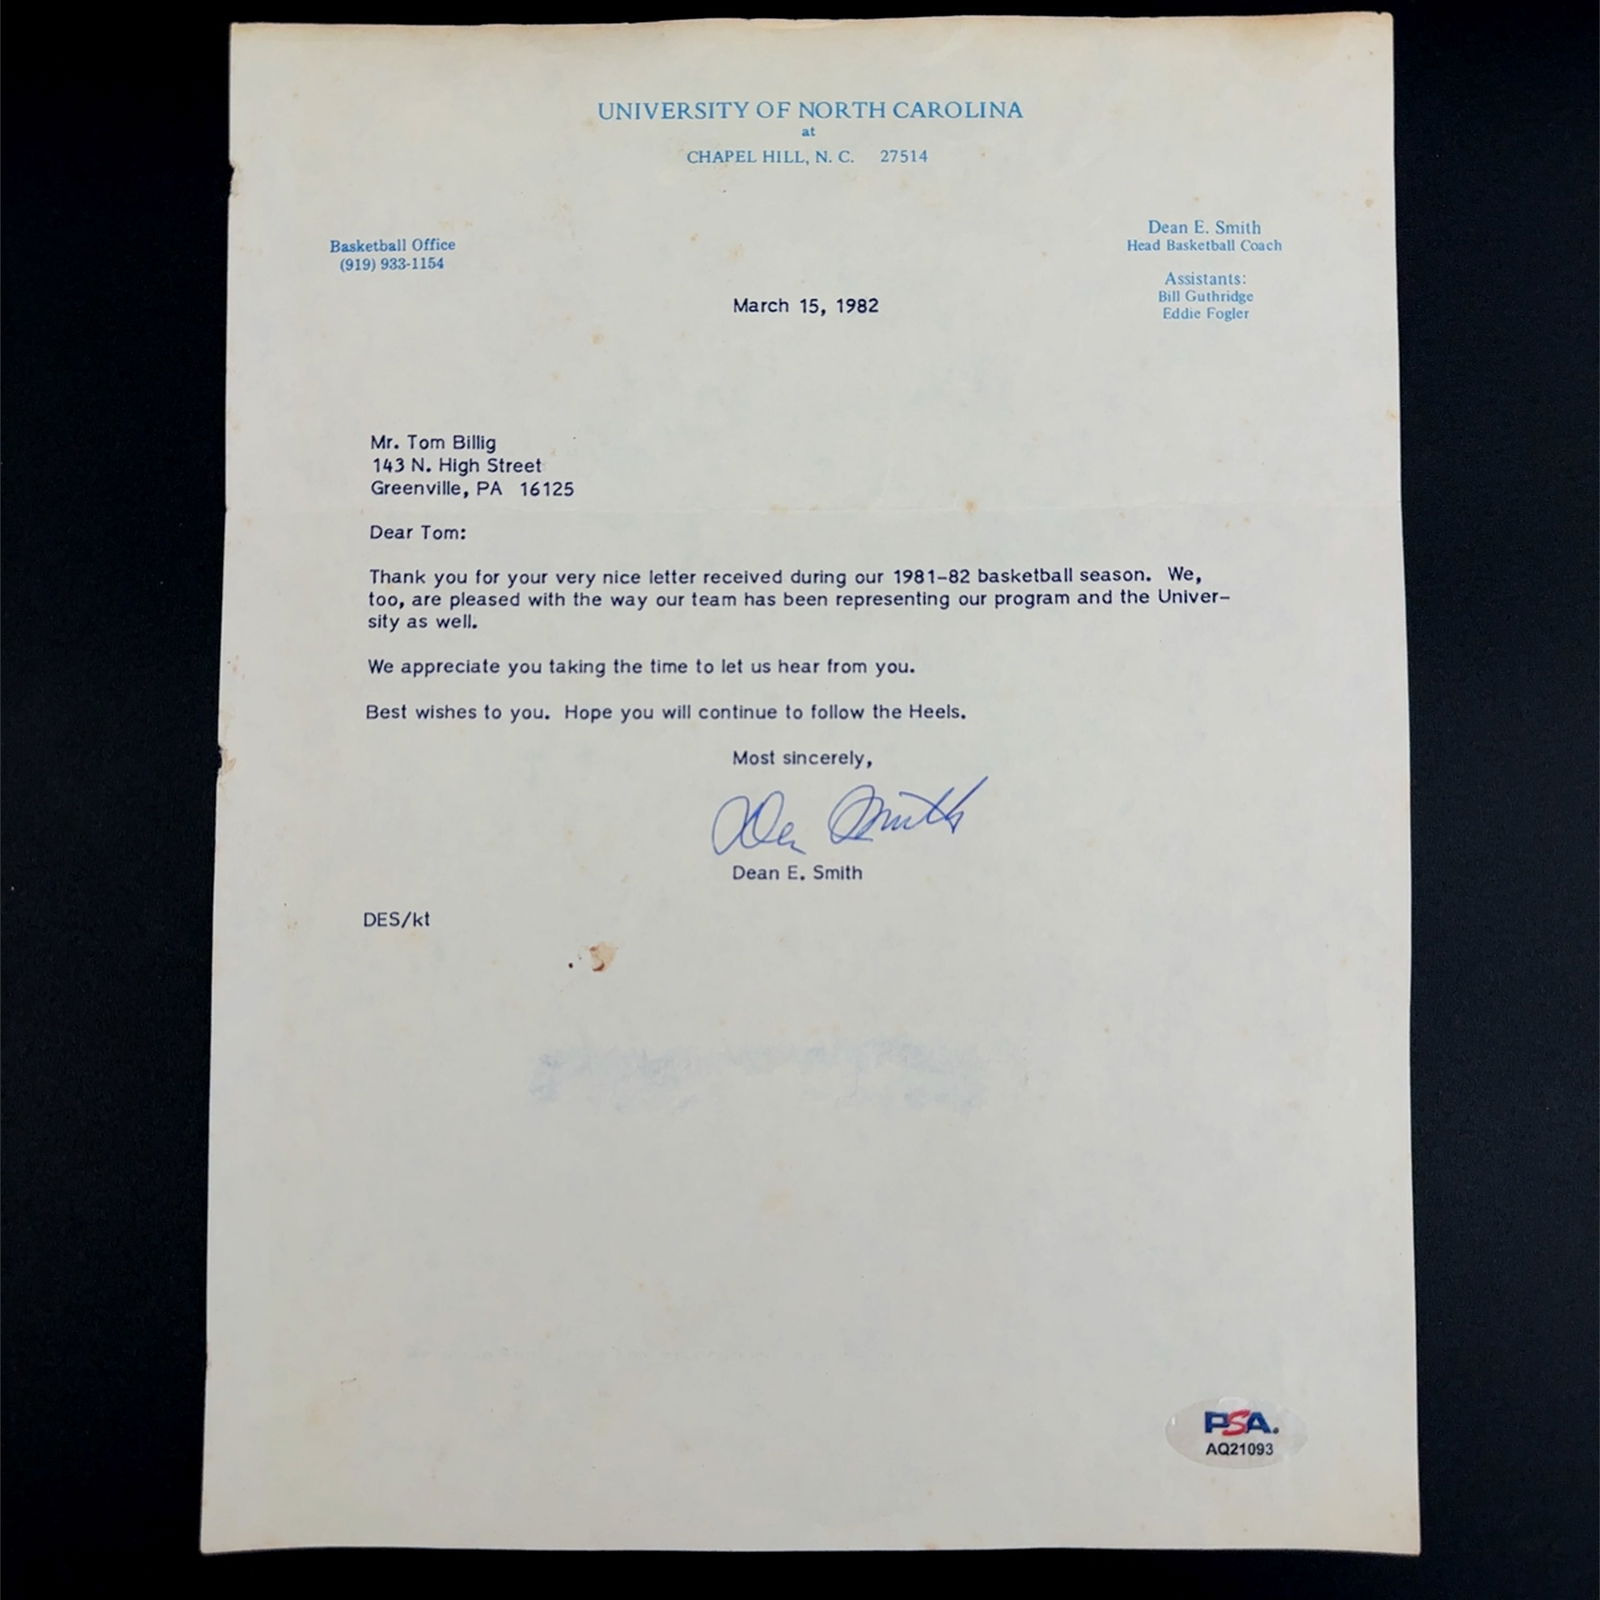 UNIVERSITY OF NORTH CAROLINA
at
CHAPEL HILL, N. C. 27514
Basketball Office
(919) 933-1154
Dean E. Smith
Head Basketball Coach
Assistants:
Bill Guthridge
Eddie Fogler
March 15, 1982
Mr. Tom Billig
143 N. High Street
Greenville, PA 16125
Dear Tom:
Thank you for your very nice letter received during our 1981-82 basketball season. We,
too, are pleased with the way our team has been representing our program and the Univer-
sity as well.
We appreciate you taking the time to let us hear from you.
Best wishes to you. Hope you will continue to follow the Heels.
Most sincerely,
Dean Smith
Dean E. Smith
DES/kt
PSA.
AQ21093